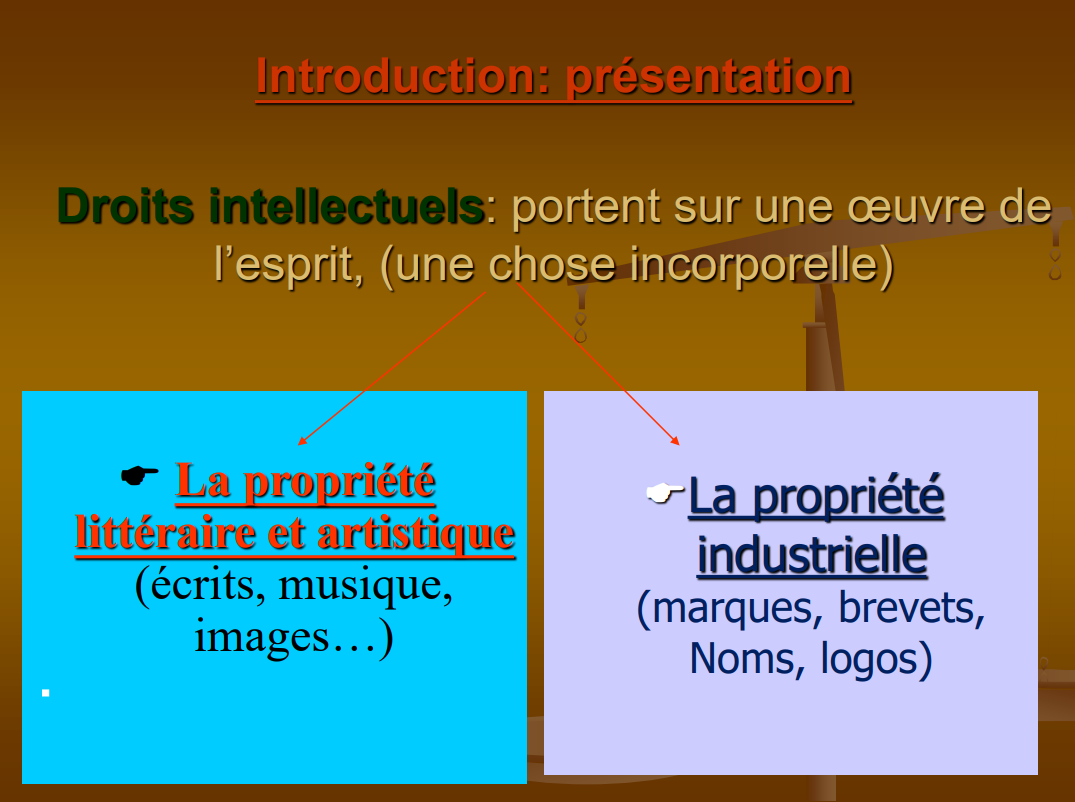 Introduction: présentation
Droits intellectuels: portent sur une œuvre de
l’esprit, (une chose incorporelle)
La propriété
littéraire et artistique
(écrits, musique,
images…)
La propriété
industrielle
(marques, brevets,
Noms, logos)